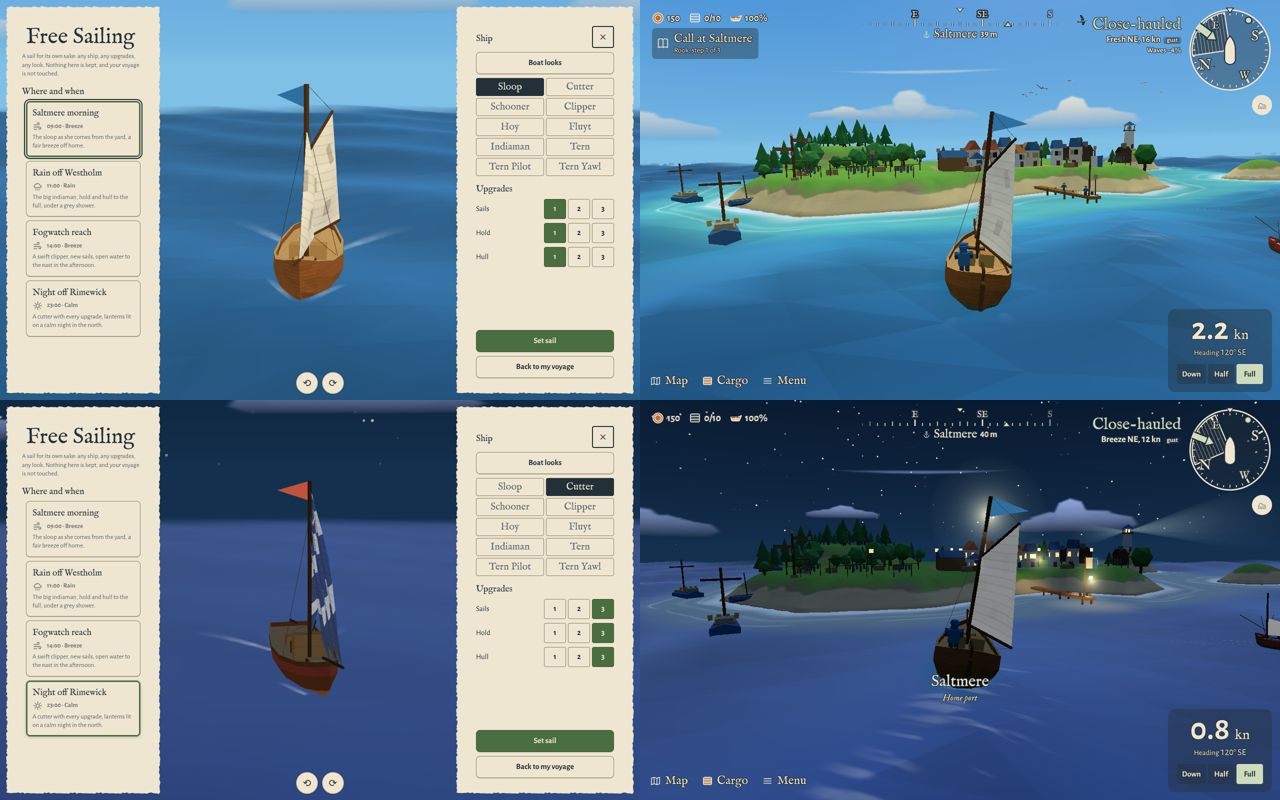 Free Sailing
A sail for its own sake: any ship, any upgrades,
any look. Nothing here is kept, and your voyage
is not touched.
Where and when
Saltmere morning
09:00 · Breeze
The sloop as she comes from the yard, a
fair breeze off home.
Rain off Westholm
11:00 · Rain
The big indiaman, hold and hull to the
full, under a grey shower.
Fogwatch reach
14:00 · Breeze
A swift clipper, new sails, open water to
the east in the afternoon.
Night off Rimewick
23:00 · Calm
A cutter with every upgrade, lanterns lit
on a calm night in the north.
Ship
Boat looks
Sloop Cutter
Schooner Clipper
Hoy Fluyt
Indiaman Tern
Tern Pilot Tern Yawl
Upgrades
Sails 1 2 3
Hold 1 2 3
Hull 1 2 3
Set sail
Back to my voyage
150 0/10 100%
Call at Saltmere
Rook: step 1 of 3
E SE S
Saltmere 39 m
Close-hauled
Fresh NE, 16 kn gust
Waves -4%
E S N W
2.2 kn
Heading 120° SE
Down Half Full
Map Cargo Menu
Free Sailing
A sail for its own sake: any ship, any upgrades,
any look. Nothing here is kept, and your voyage
is not touched.
Where and when
Saltmere morning
09:00 · Breeze
The sloop as she comes from the yard, a
fair breeze off home.
Rain off Westholm
11:00 · Rain
The big indiaman, hold and hull to the
full, under a grey shower.
Fogwatch reach
14:00 · Breeze
A swift clipper, new sails, open water to
the east in the afternoon.
Night off Rimewick
23:00 · Calm
A cutter with every upgrade, lanterns lit
on a calm night in the north.
Ship
Boat looks
Sloop Cutter
Schooner Clipper
Hoy Fluyt
Indiaman Tern
Tern Pilot Tern Yawl
Upgrades
Sails 1 2 3
Hold 1 2 3
Hull 1 2 3
Set sail
Back to my voyage
150 0/10 100%
E SE S
Saltmere 40 m
Close-hauled
Breeze NE, 12 kn gust
E S N W
Saltmere
Home port
0.8 kn
Heading 120° SE
Down Half Full
Map Cargo Menu